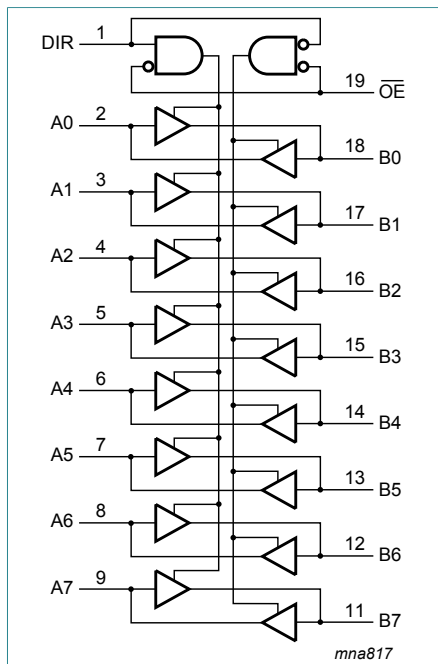 DIR 1
19 O̅E̅
A0 2
18 B0
A1 3
17 B1
A2 4
16 B2
A3 5
15 B3
A4 6
14 B4
A5 7
13 B5
A6 8
12 B6
A7 9
11 B7
mna817